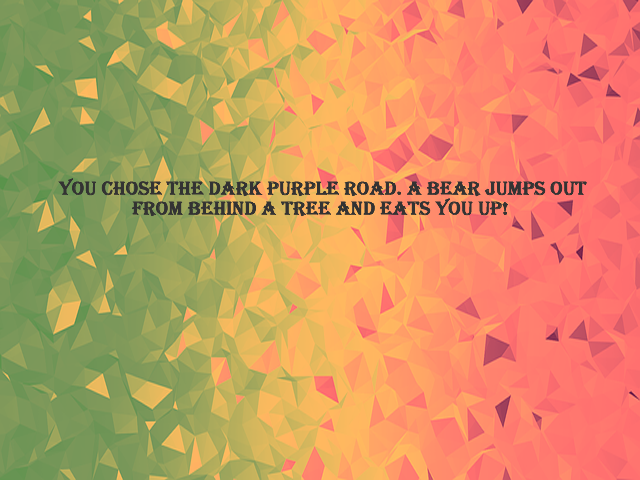 YOU CHOSE THE DARK PURPLE ROAD. A BEAR JUMPS OUT
FROM BEHIND A TREE AND EATS YOU UP!